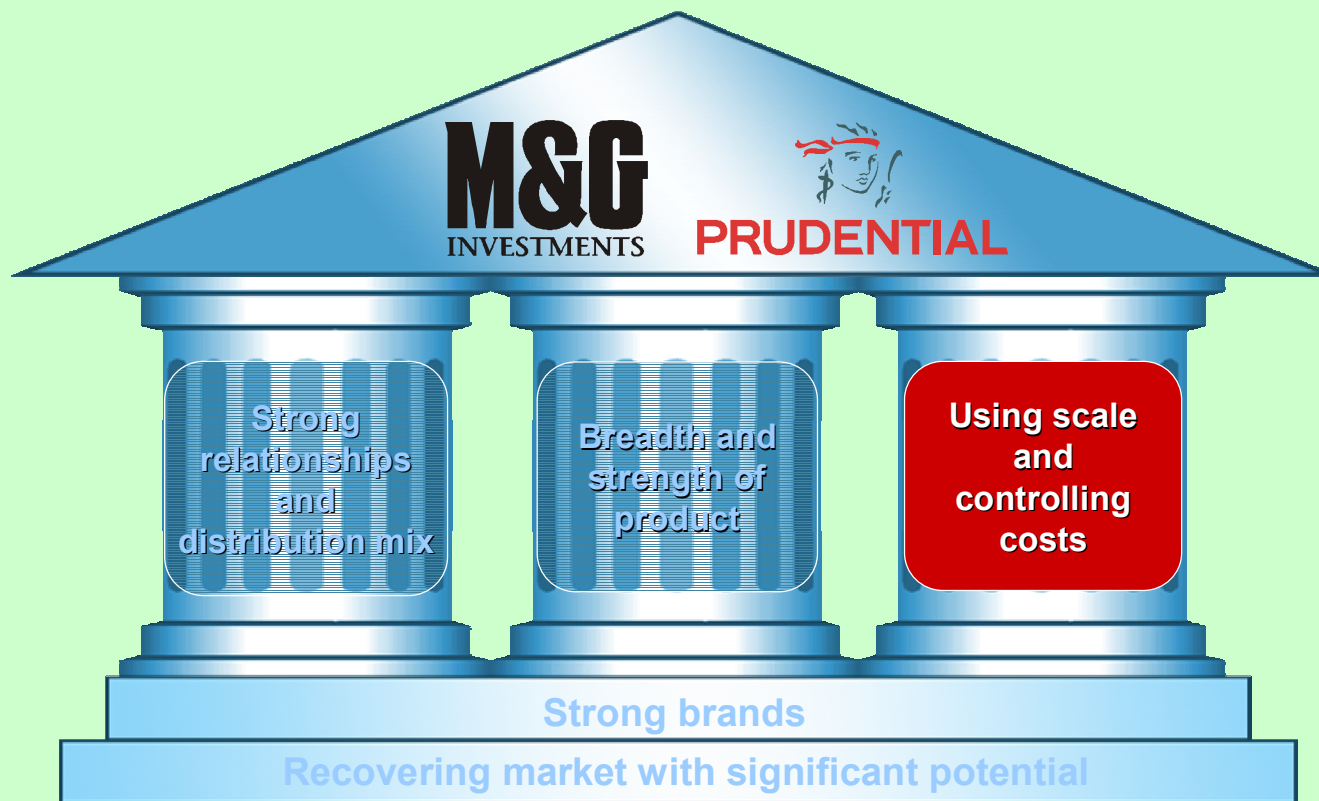 M&G
INVESTMENTS
PRUDENTIAL
Strong
relationships
and
distribution mix
Breadth and
strength of
product
Using scale
and
controlling
costs
Strong brands
Recovering market with significant potential